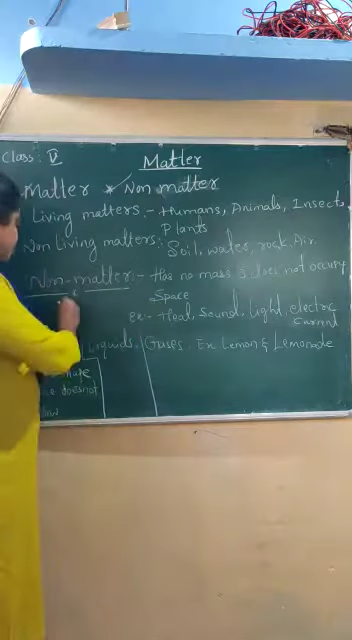 Class: V
Matter
Matter * Non matter
Living matters :- Humans, Animals, Insects
Plants
Non Living matters: Soil, water, rock, Air.
Non-matter :- Has no mass & does not occupy
Space
Ex:- Heat, Sound, Light, electric
Current
Liquids, Gases. Ex Lemon & Lemonade
doesnot